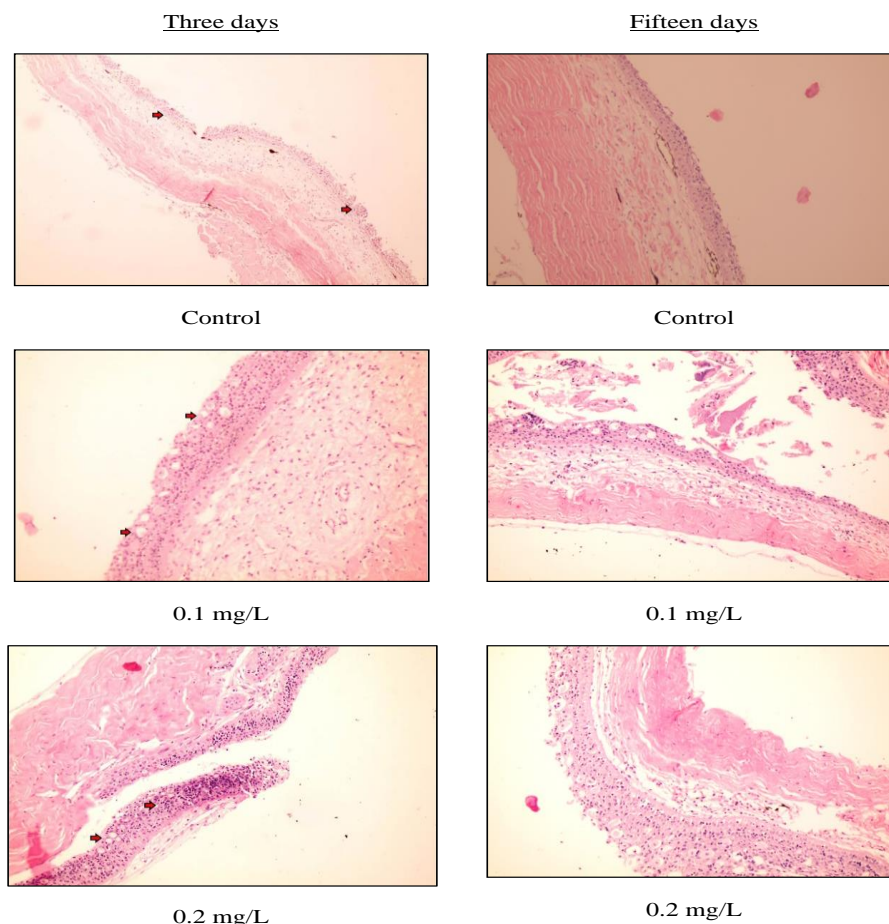 Three days
Fifteen days
Control
Control
0.1 mg/L
0.1 mg/L
0.2 mg/L
0.2 mg/L